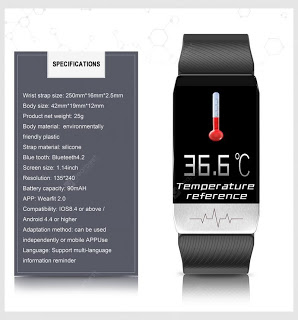 SPECIFICATIONS
Wrist strap size: 250mm*16mm*2.5mm
Body size: 42mm*19mm*12mm
Product net weight: 25g
Body material: environmentally
friendly plastic
Strap material: silicone
Blue tooth: Bluetooth4.2
Screen size: 1.14inch
Resolution: 135*240
Battery capacity: 90mAH
APP: Wearfit 2.0
Compatibility: IOS8.4 or above /
Android 4.4 or higher
Adaptation method: can be used
independently or mobile APPUse
Language: Support multi-language
information reminder
36.6℃
Temperature
reference